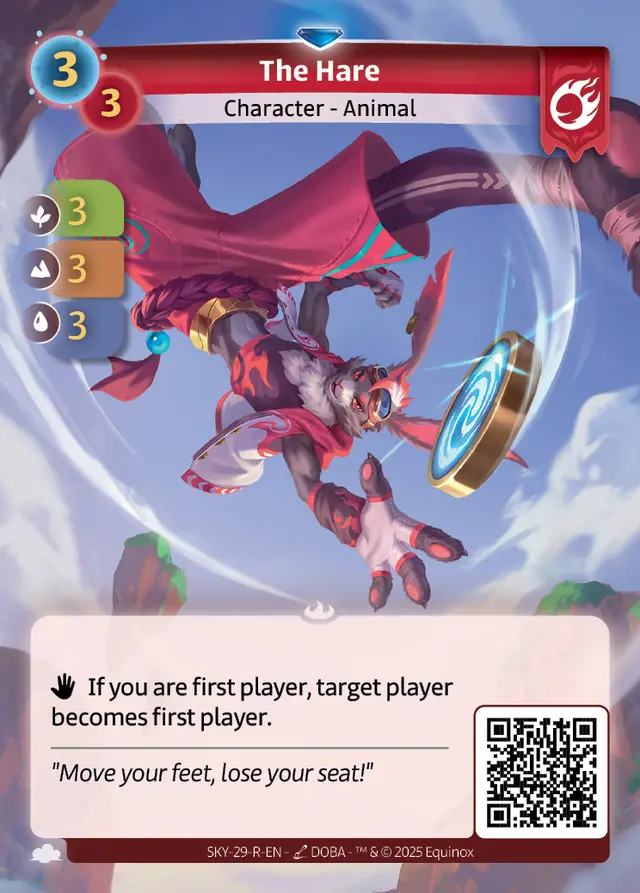 3
The Hare
3
Character - Animal
3
3
3
If you are first player, target player
becomes first player.
"Move your feet, lose your seat!"
SKY-29-R-EN - DOBA - ™ & © 2025 Equinox